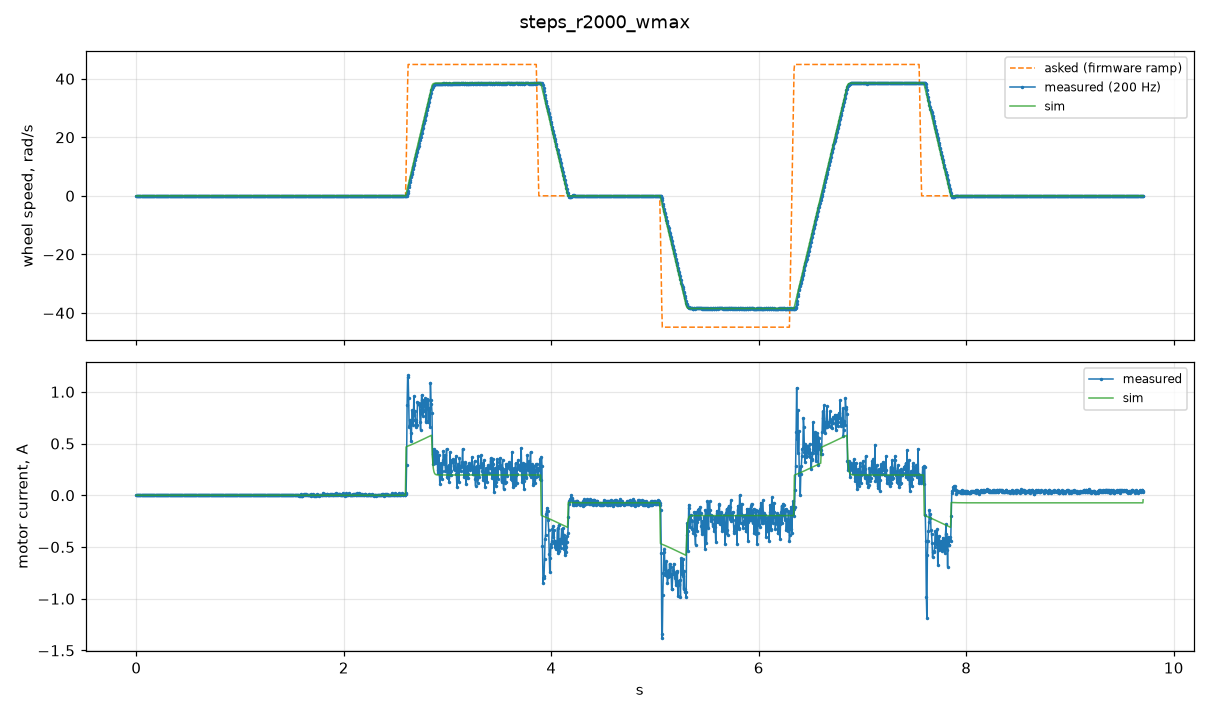 steps_r2000_wmax
wheel speed, rad/s
40
20
0
−20
−40
asked (firmware ramp)
measured (200 Hz)
sim
motor current, A
1.0
0.5
0.0
−0.5
−1.0
−1.5
measured
sim
0 2 4 6 8 10
s